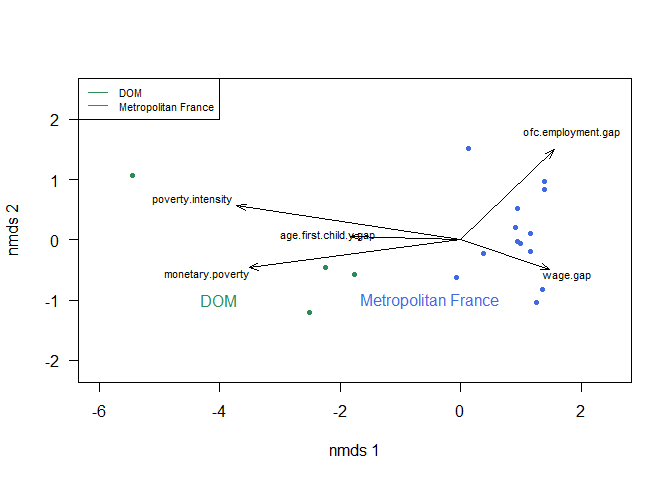 DOM
Metropolitan France
2
1
0
-1
-2
nmds 2
ofc.employment.gap
poverty.intensity
age.first.child.y.gap
monetary.poverty
wage.gap
DOM
Metropolitan France
-6
-4
-2
0
2
nmds 1